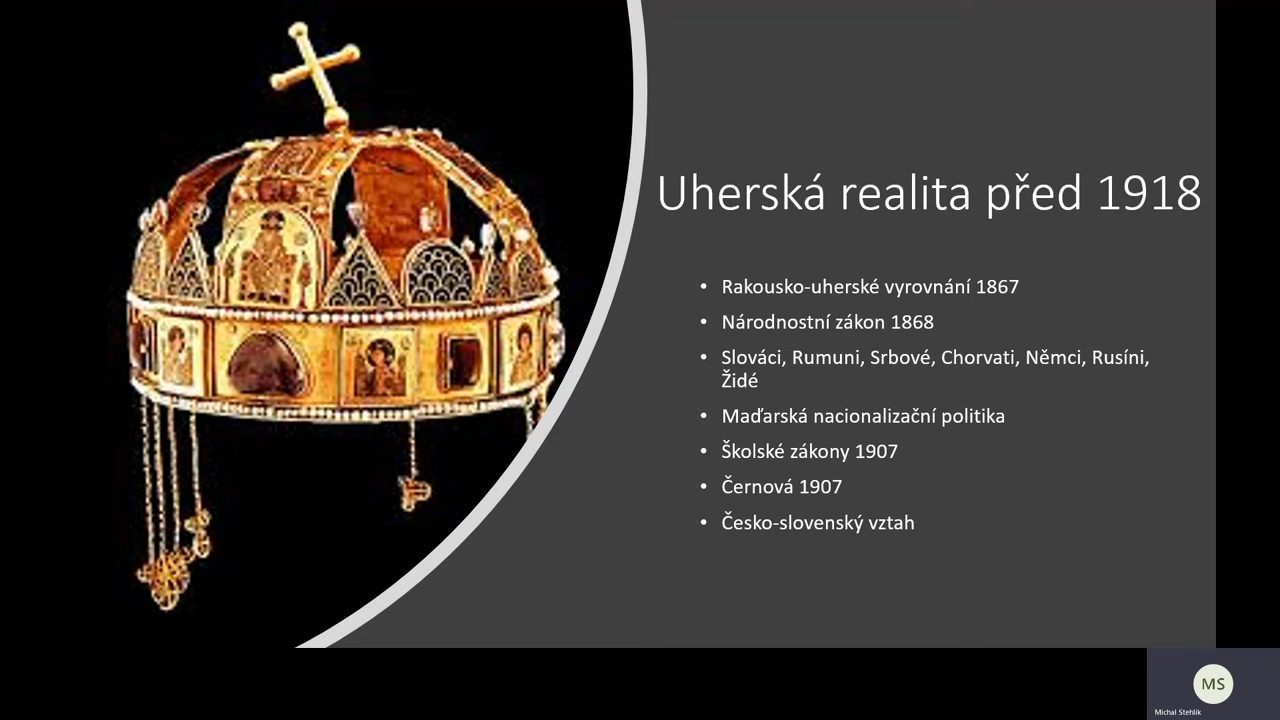 Uherská realita před 1918
• Rakousko-uherské vyrovnání 1867
• Národnostní zákon 1868
• Slováci, Rumuni, Srbové, Chorvati, Němci, Rusíni,
Židé
• Maďarská nacionalizační politika
• Školské zákony 1907
• Černová 1907
• Česko-slovenský vztah
MS
Michal Stehlík